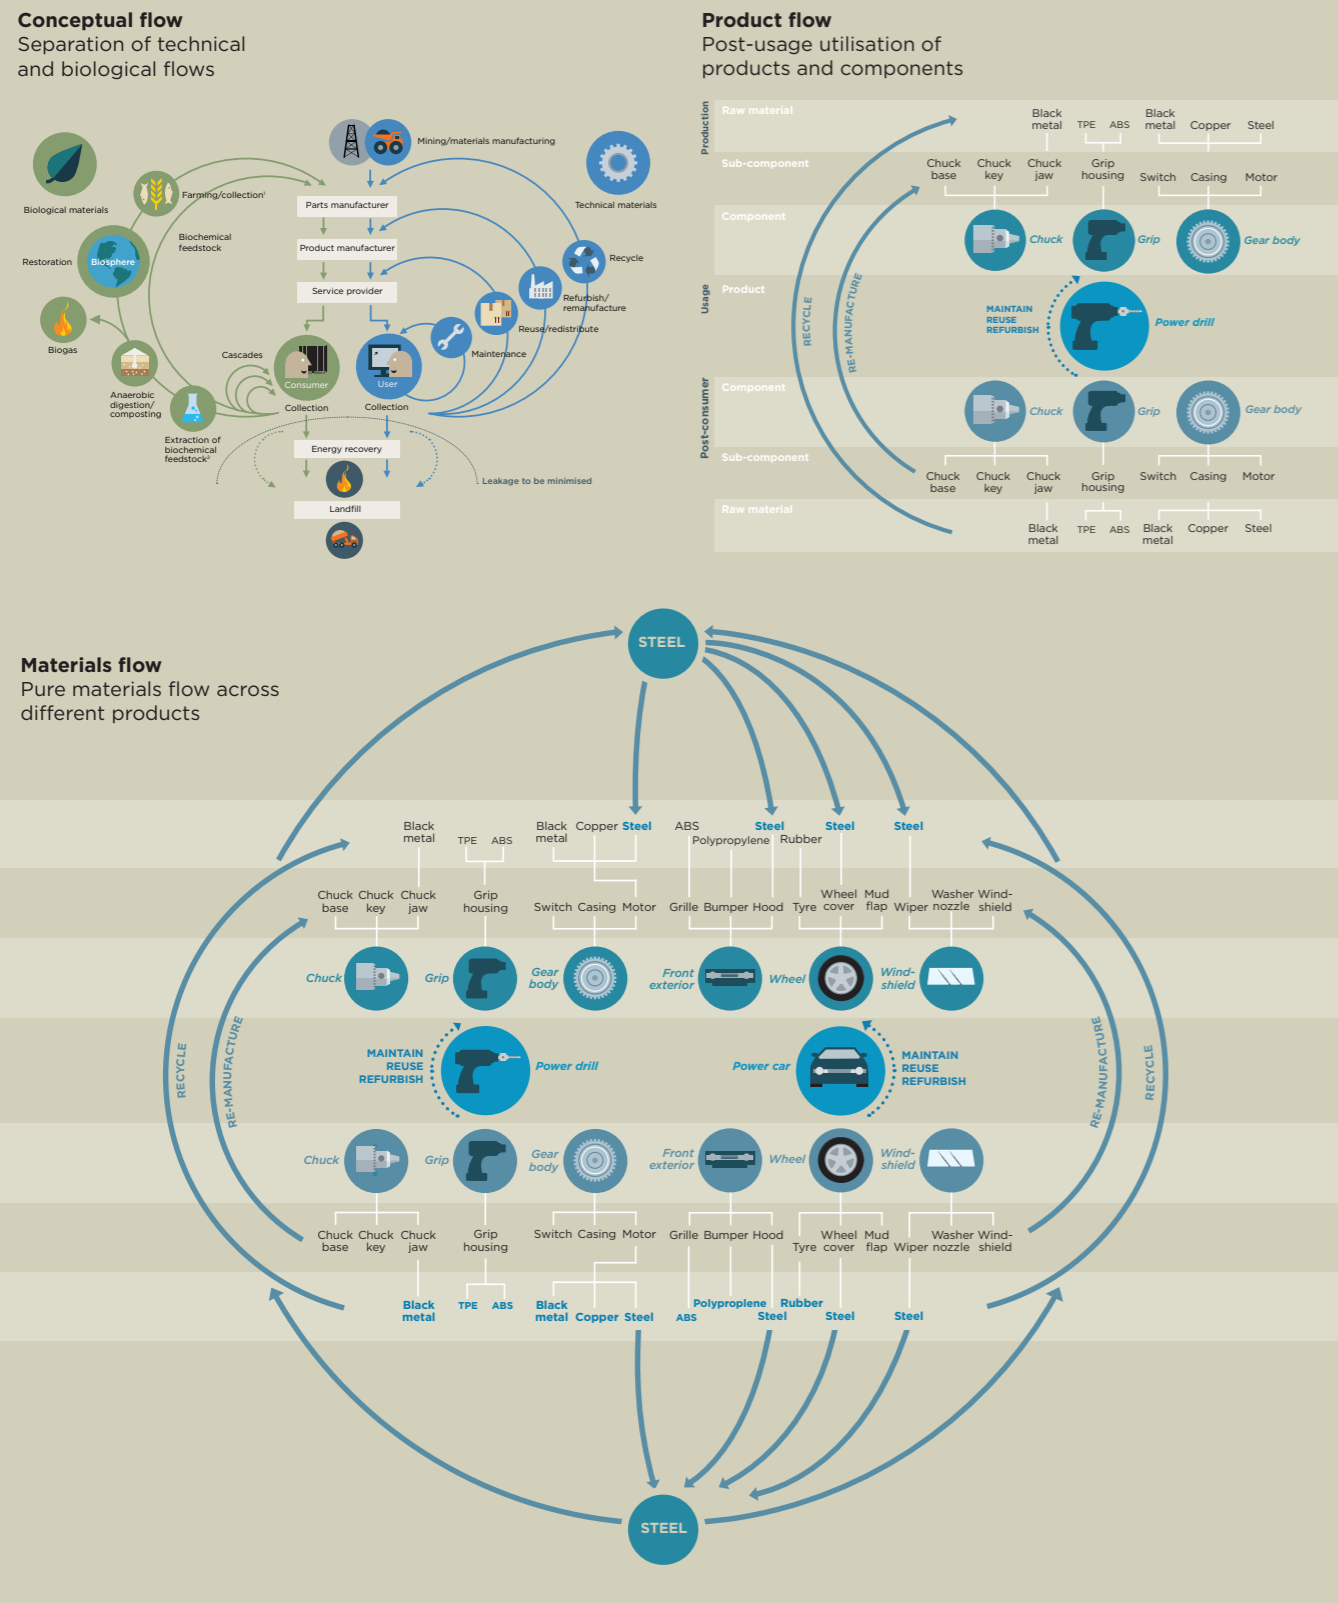 Conceptual flow
Separation of technical
and biological flows
Biological materials
Farming/collection¹
Mining/materials manufacturing
Technical materials
Parts manufacturer
Biochemical
feedstock
Product manufacturer
Restoration
Biosphere
Recycle
Service provider
Refurbish/
remanufacture
Biogas
Reuse/redistribute
Cascades
Maintenance
Consumer
User
Anaerobic
digestion/
composting
Collection
Collection
Extraction of
biochemical
feedstock²
Energy recovery
Leakage to be minimised
Landfill
Product flow
Post-usage utilisation of
products and components
Production
Usage
Post-consumer
Raw material
Black
metal
TPE
ABS
Black
metal
Copper
Steel
Sub-component
Chuck
base
Chuck
key
Chuck
jaw
Grip
housing
Switch
Casing
Motor
Component
Chuck
Grip
Gear body
Product
RECYCLE
RE-MANUFACTURE
MAINTAIN
REUSE
REFURBISH
Power drill
Component
Chuck
Grip
Gear body
Sub-component
Chuck
base
Chuck
key
Chuck
jaw
Grip
housing
Switch
Casing
Motor
Raw material
Black
metal
TPE
ABS
Black
metal
Copper
Steel
Materials flow
Pure materials flow across
different products
STEEL
Black
metal
TPE
ABS
Black
metal
Copper
Steel
ABS
Polypropylene
Steel
Rubber
Steel
Steel
Chuck
base
Chuck
key
Chuck
jaw
Grip
housing
Switch
Casing
Motor
Grille
Bumper
Hood
Tyre
Wheel
cover
Mud
flap
Wiper
Washer
nozzle
Wind-
shield
Chuck
Grip
Gear
body
Front
exterior
Wheel
Wind-
shield
RECYCLE
RE-MANUFACTURE
MAINTAIN
REUSE
REFURBISH
Power drill
Power car
MAINTAIN
REUSE
REFURBISH
RE-MANUFACTURE
RECYCLE
Chuck
Grip
Gear
body
Front
exterior
Wheel
Wind-
shield
Chuck
base
Chuck
key
Chuck
jaw
Grip
housing
Switch
Casing
Motor
Grille
Bumper
Hood
Tyre
Wheel
cover
Mud
flap
Wiper
Washer
nozzle
Wind-
shield
Black
metal
TPE
ABS
Black
metal
Copper
Steel
ABS
Polyproplene
Steel
Rubber
Steel
Steel
STEEL